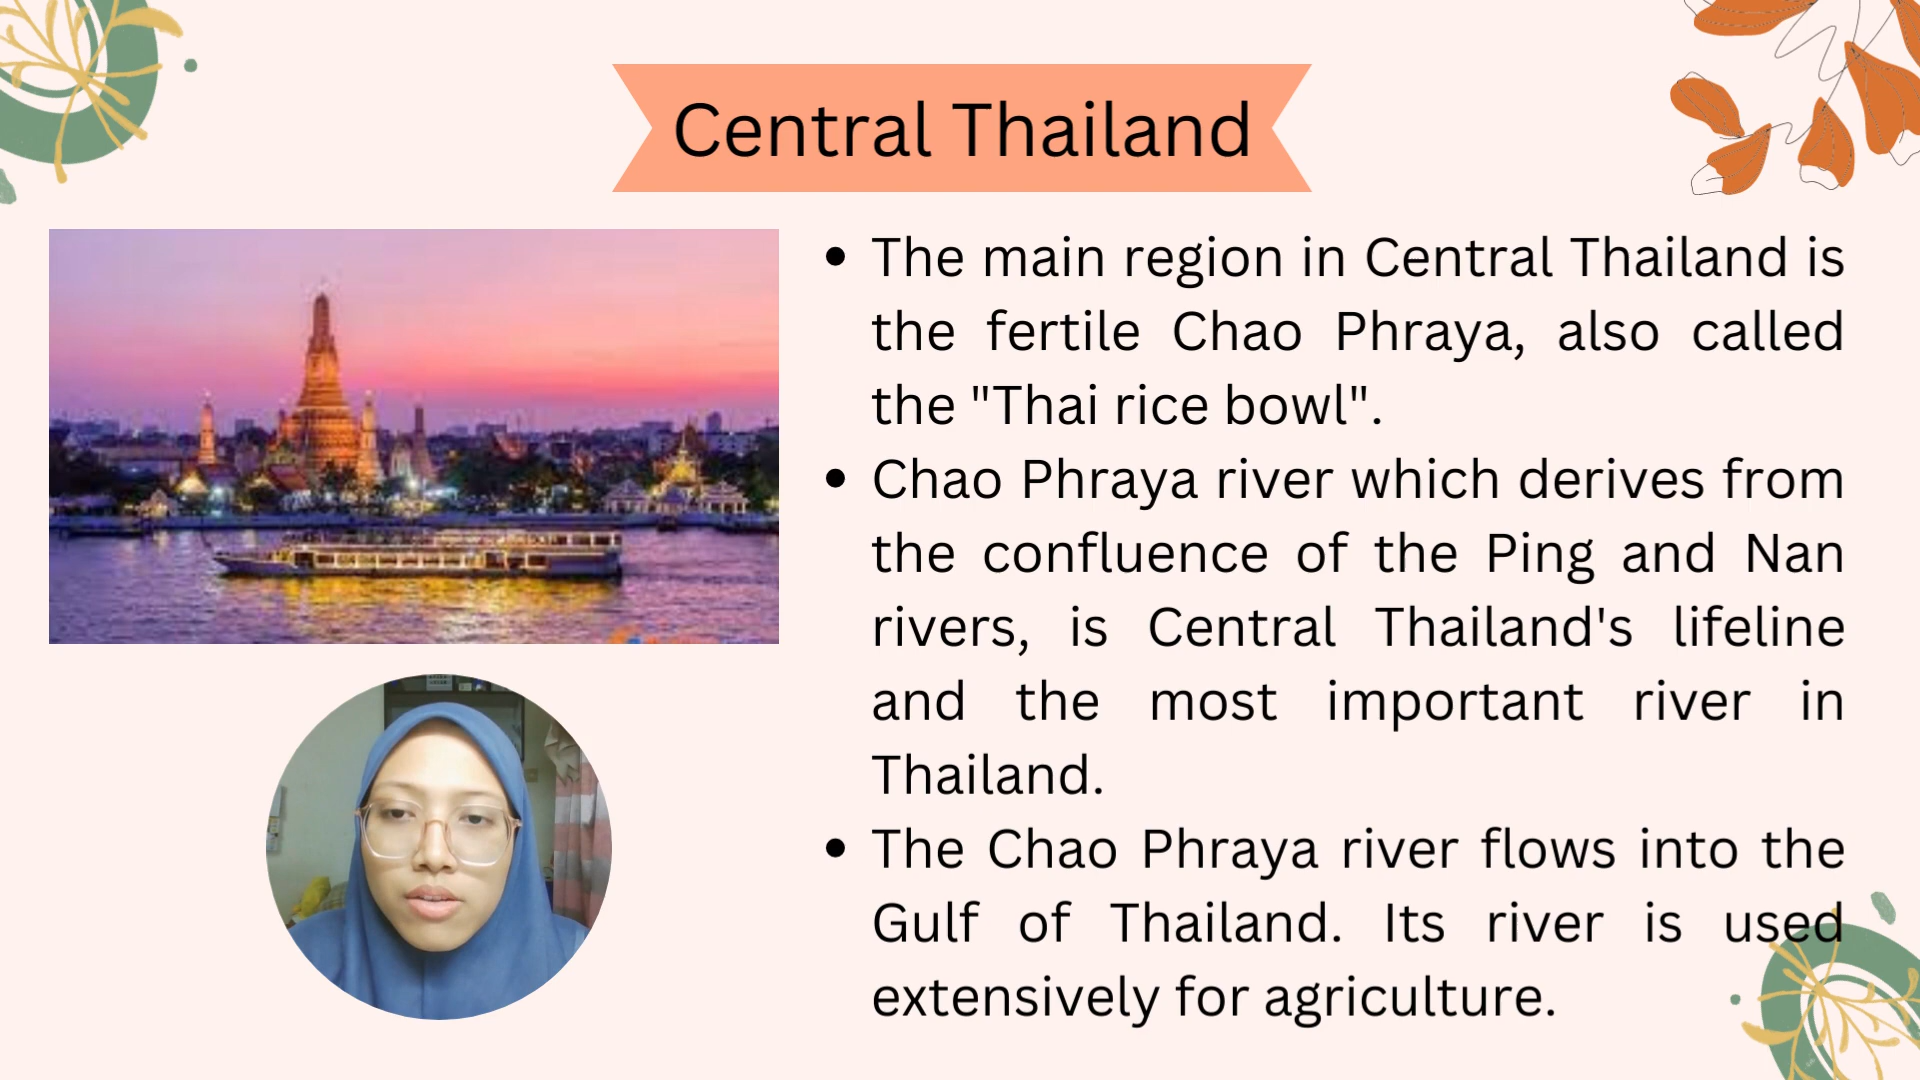 Central Thailand
The main region in Central Thailand is
the fertile Chao Phraya, also called
the "Thai rice bowl".
Chao Phraya river which derives from
the confluence of the Ping and Nan
rivers, is Central Thailand's lifeline
and the most important river in
Thailand.
The Chao Phraya river flows into the
Gulf of Thailand. Its river is used
extensively for agriculture.